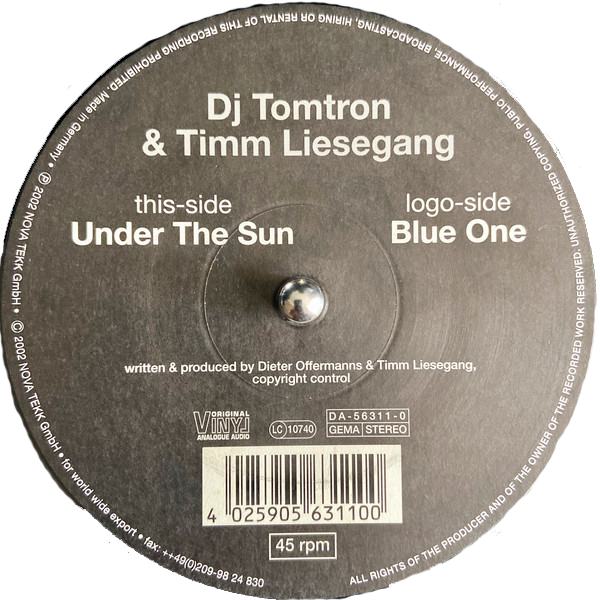 Dj Tomtron
& Timm Liesegang
this-side
Under The Sun
logo-side
Blue One
written & produced by Dieter Offermanns & Timm Liesegang,
copyright control
ORIGINAL
VINYL
ANALOGUE AUDIO
LC 10740
DA-56311-0
GEMA STEREO
4 025905 631100
45 rpm
ALL RIGHTS OF THE PRODUCER AND OF THE OWNER OF THE RECORDED WORK RESERVED. UNAUTHORIZED COPYING, PUBLIC PERFORMANCE, BROADCASTING, HIRING OR RENTAL OF THIS RECORDING PROHIBITED. Made in Germany • ℗ 2002 NOVA TEKK GmbH • © 2002 NOVA TEKK GmbH • for world wide export • fax: ++49(0)209-98 24 830